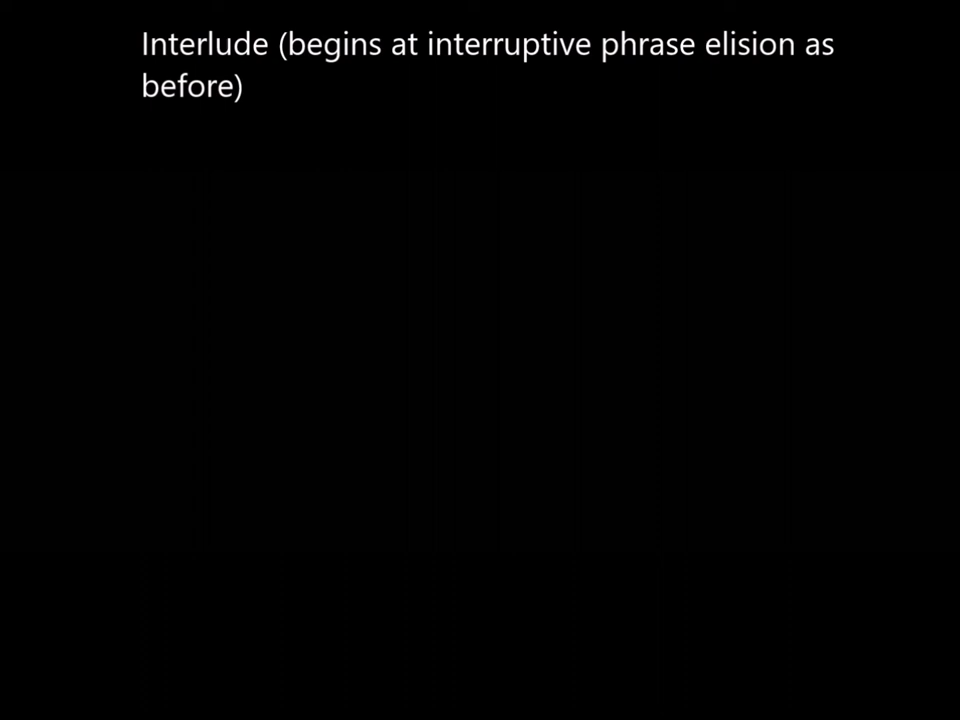 Interlude (begins at interruptive phrase elision as
before)